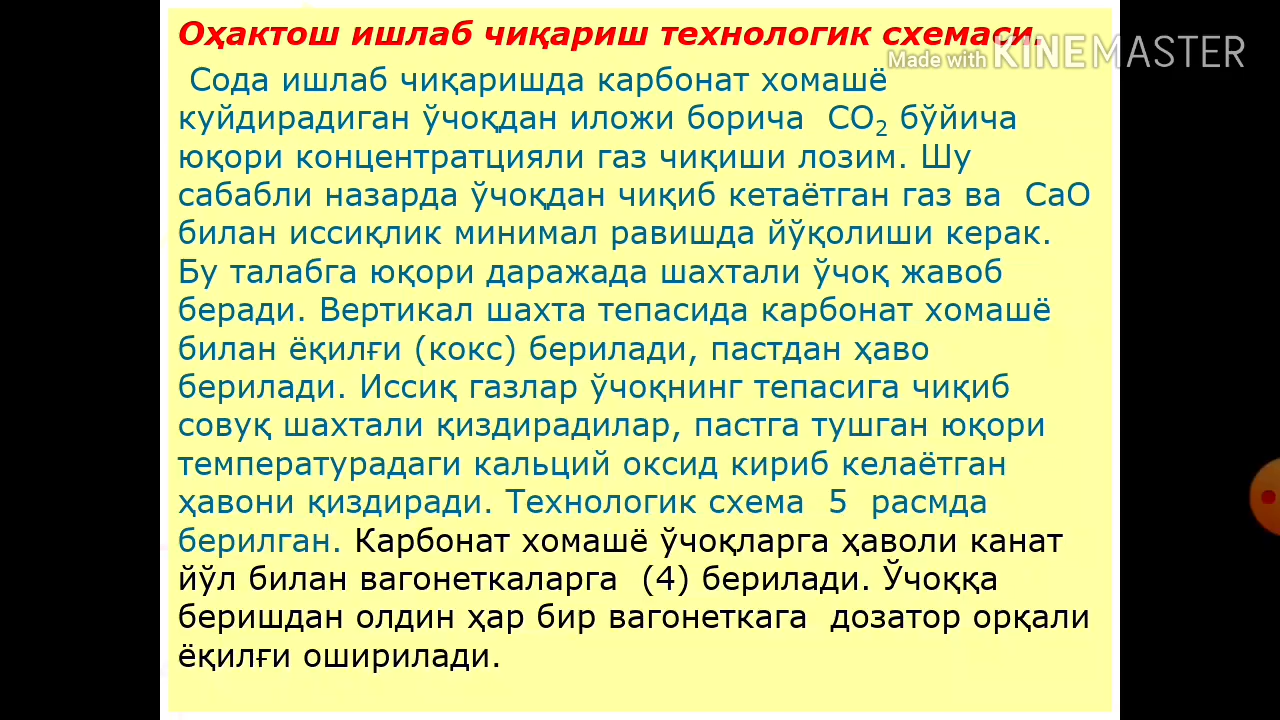 Оҳактош ишлаб чиқариш технологик схемаси.
Made with KINEMASTER
Сода ишлаб чиқаришда карбонат хомашё
куйдирадиган ўчоқдан иложи борича СО2 бўйича
юқори концентратцияли газ чиқиши лозим. Шу
сабабли назарда ўчоқдан чиқиб кетаётган газ ва СаО
билан иссиқлик минимал равишда йўқолиши керак.
Бу талабга юқори даражада шахтали ўчоқ жавоб
беради. Вертикал шахта тепасида карбонат хомашё
билан ёқилғи (кокс) берилади, пастдан ҳаво
берилади. Иссиқ газлар ўчоқнинг тепасига чиқиб
совуқ шахтали қиздирадилар, пастга тушган юқори
температурадаги кальций оксид кириб келаётган
ҳавони қиздиради. Технологик схема 5 расмда
берилган. Карбонат хомашё ўчоқларга ҳаволи канат
йўл билан вагонеткаларга (4) берилади. Ўчоққа
беришдан олдин ҳар бир вагонеткага дозатор орқали
ёқилғи оширилади.